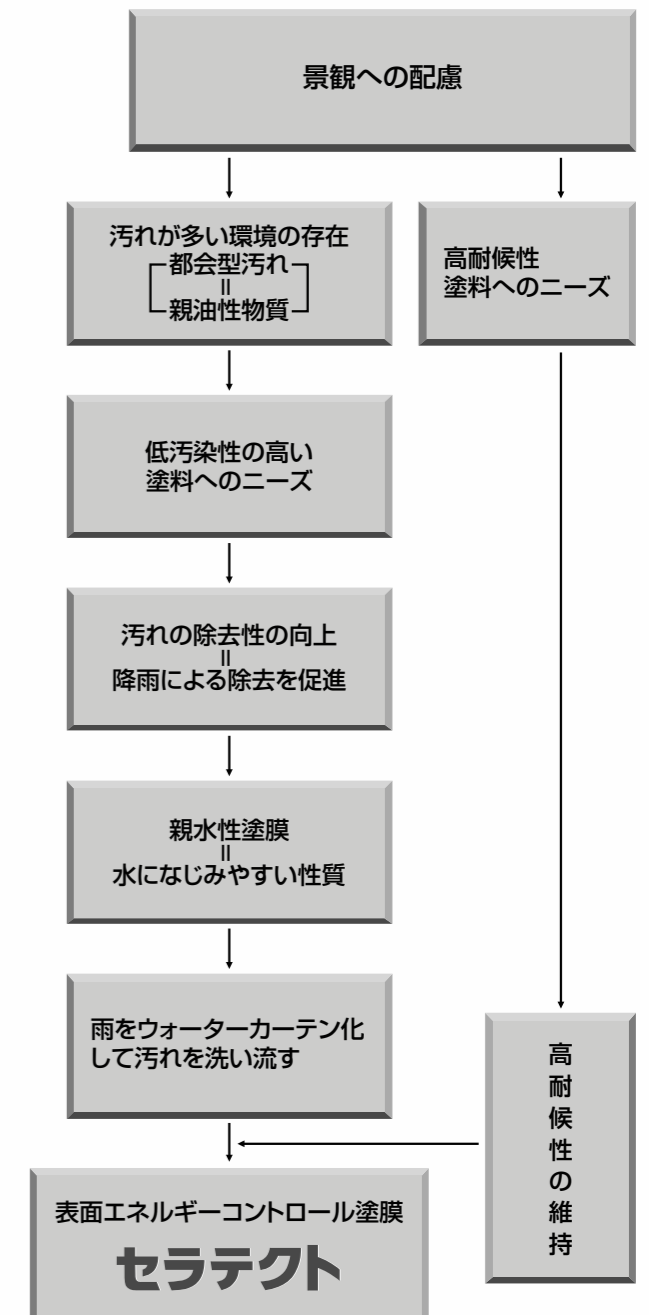 景観への配慮
汚れが多い環境の存在
都会型汚れ
=
親油性物質
高耐候性
塗料へのニーズ
低汚染性の高い
塗料へのニーズ
汚れの除去性の向上
=
降雨による除去を促進
親水性塗膜
=
水になじみやすい性質
雨をウォーターカーテン化
して汚れを洗い流す
高耐候性の維持
表面エネルギーコントロール塗膜
セラテクト